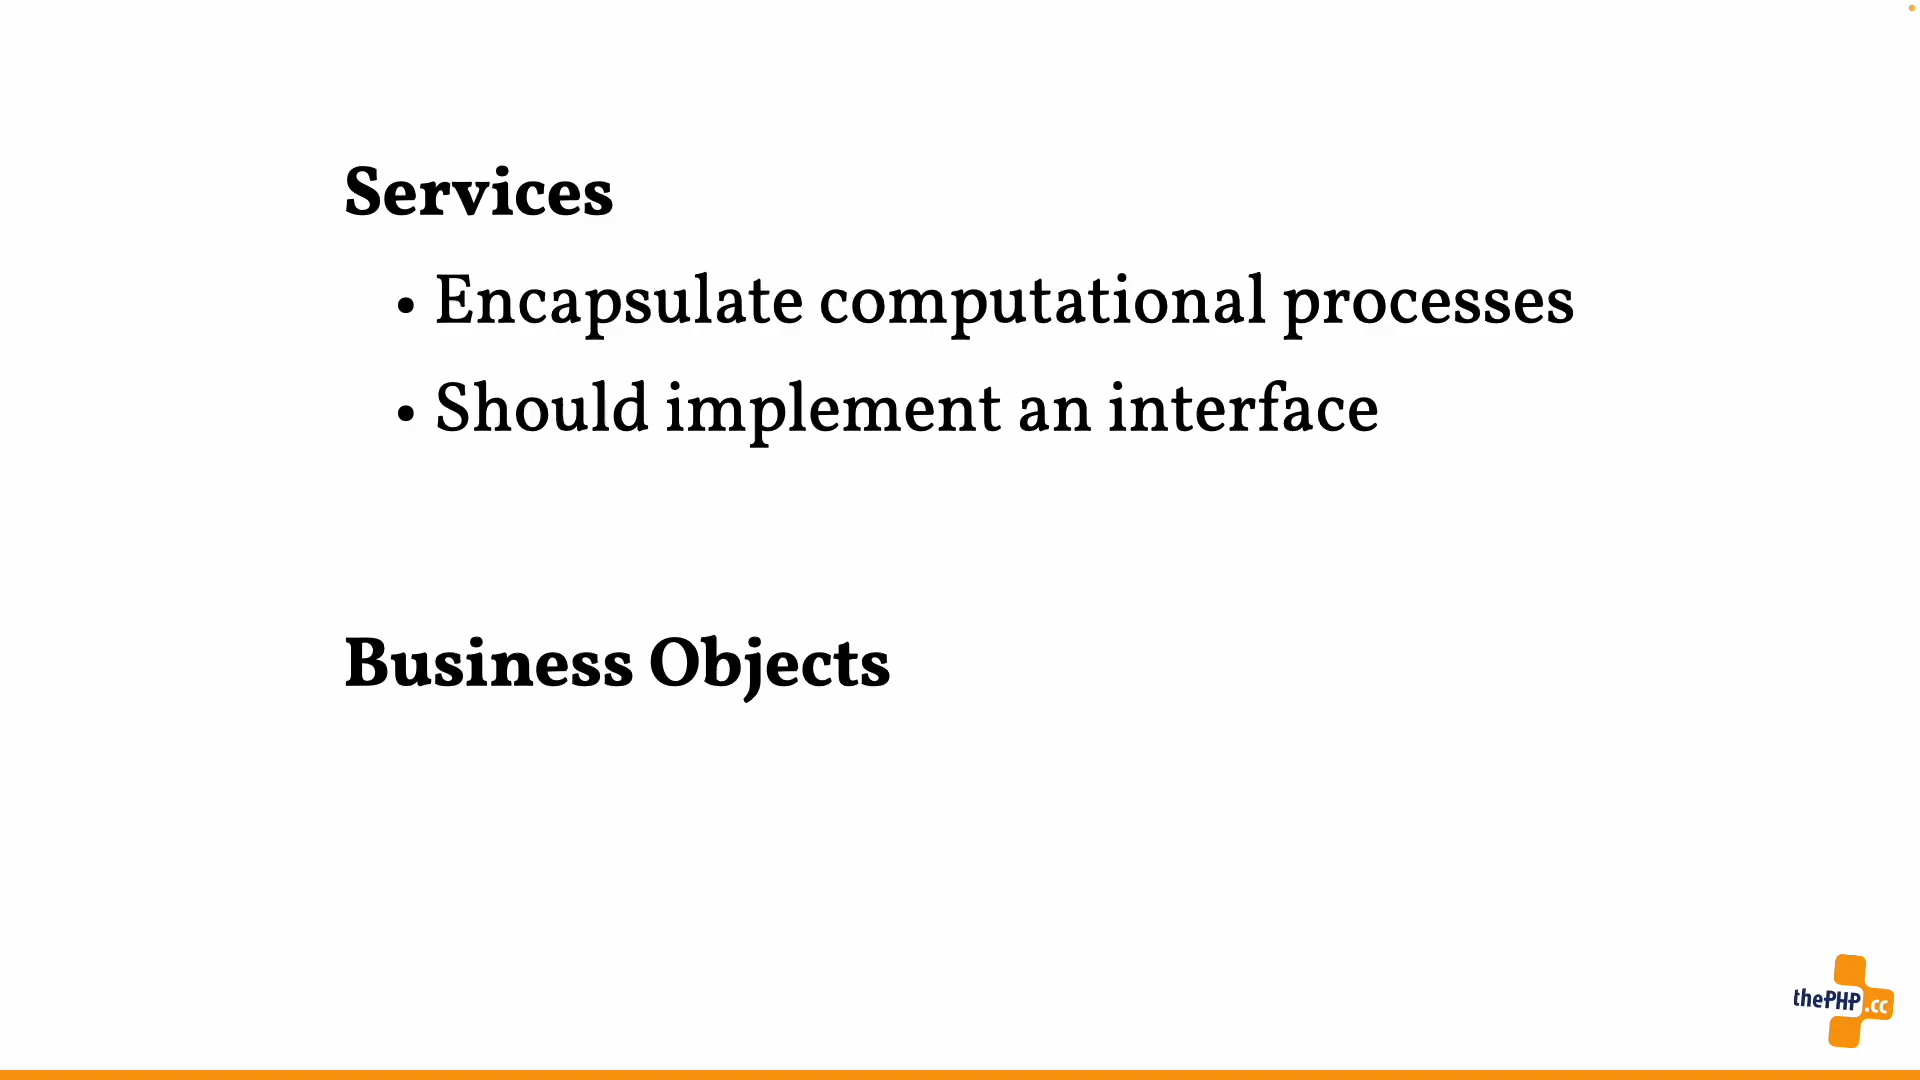 Services
• Encapsulate computational processes
• Should implement an interface
Business Objects
thePHP.cc